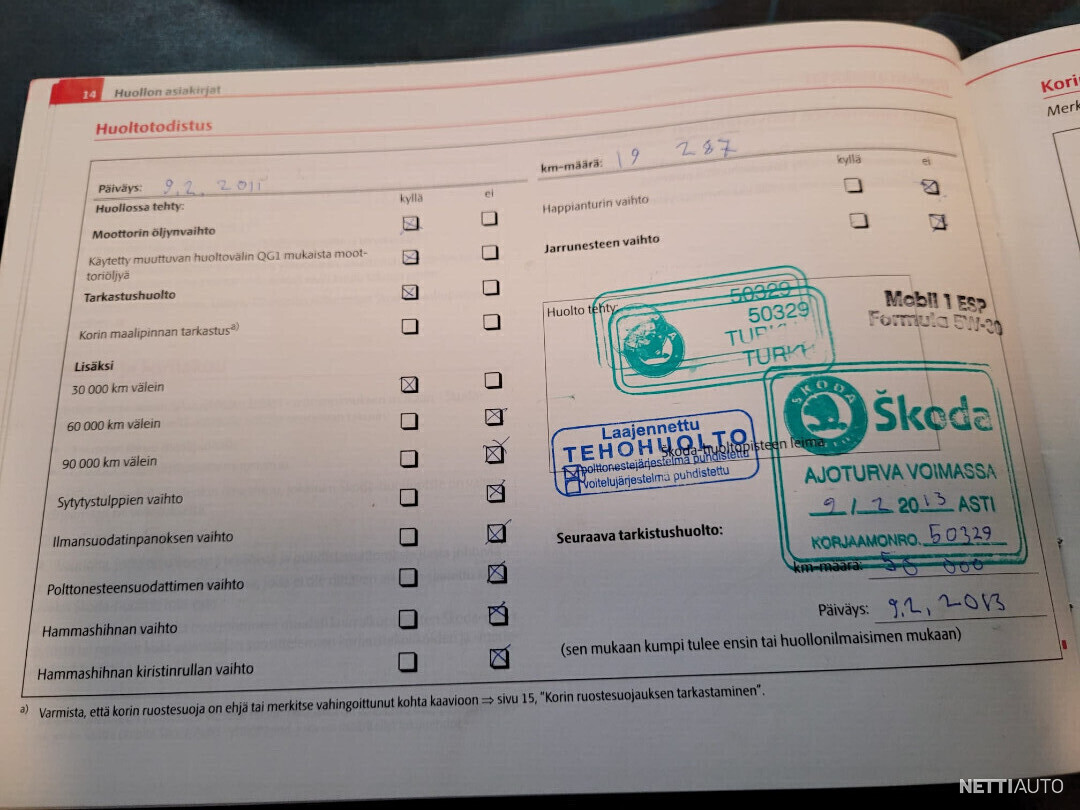 14 Huollon asiakirjat
Huoltotodistus
Päiväys: 9.2.2011
Huollossa tehty:
kyllä ei
Moottorin öljynvaihto
Käytetty muuttuvan huoltovälin QG1 mukaista moot-
toriöljyä
Tarkastushuolto
Korin maalipinnan tarkastus a)
Lisäksi
30 000 km välein
60 000 km välein
90 000 km välein
Sytytystulppien vaihto
Ilmansuodatinpanoksen vaihto
Polttonesteensuodattimen vaihto
Hammashihnan vaihto
Hammashihnan kiristinrullan vaihto
km-määrä: 19 287
kyllä ei
Happianturin vaihto
Jarrunesteen vaihto
Huolto tehty:
50329
50329
TURKU
TURKU
Mobil 1 ESP
Formula 5W-30
Laajennettu
TEHOHUOLTO
polttonestejärjestelmä puhdistettu
voitelujärjestelmä puhdistettu
Skoda-huoltopisteen leima
SKODA
Škoda
AJOTURVA VOIMASSA
9 / 2 2013 ASTI
KORJAAMONRO. 50329
Seuraava tarkistushuolto:
km-määrä: 50 000
Päiväys: 9.2.2013
(sen mukaan kumpi tulee ensin tai huollonilmaisimen mukaan)
a) Varmista, että korin ruostesuoja on ehjä tai merkitse vahingoittunut kohta kaavioon ⇒ sivu 15, "Korin ruostesuojauksen tarkastaminen".
NETTIAUTO